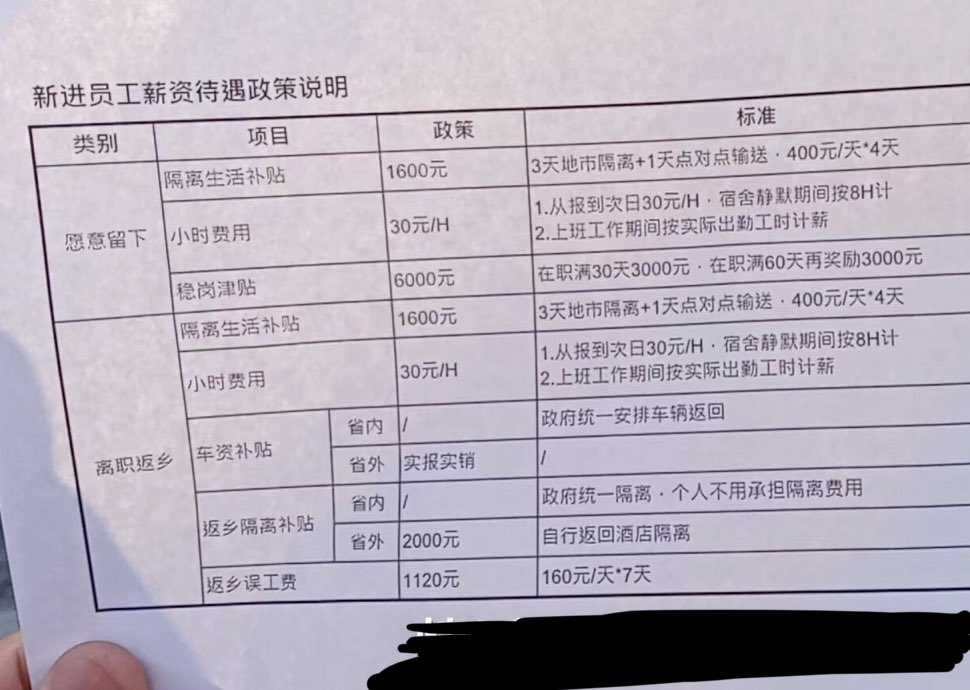 新进员工薪资待遇政策说明
类别 项目 政策 标准
愿意留下
隔离生活补贴 1600元 3天地市隔离+1天点对点输送，400元/天*4天
小时费用 30元/H 1.从报到次日30元/H，宿舍静默期间按8H计
2.上班工作期间按实际出勤工时计薪
稳岗津贴 6000元 在职满30天3000元，在职满60天再奖励3000元
离职返乡
隔离生活补贴 1600元 3天地市隔离+1天点对点输送，400元/天*4天
小时费用 30元/H 1.从报到次日30元/H，宿舍静默期间按8H计
2.上班工作期间按实际出勤工时计薪
车资补贴 省内 / 政府统一安排车辆返回
省外 实报实销 /
返乡隔离补贴 省内 / 政府统一隔离，个人不用承担隔离费用
省外 2000元 自行返回酒店隔离
返乡误工费 1120元 160元/天*7天